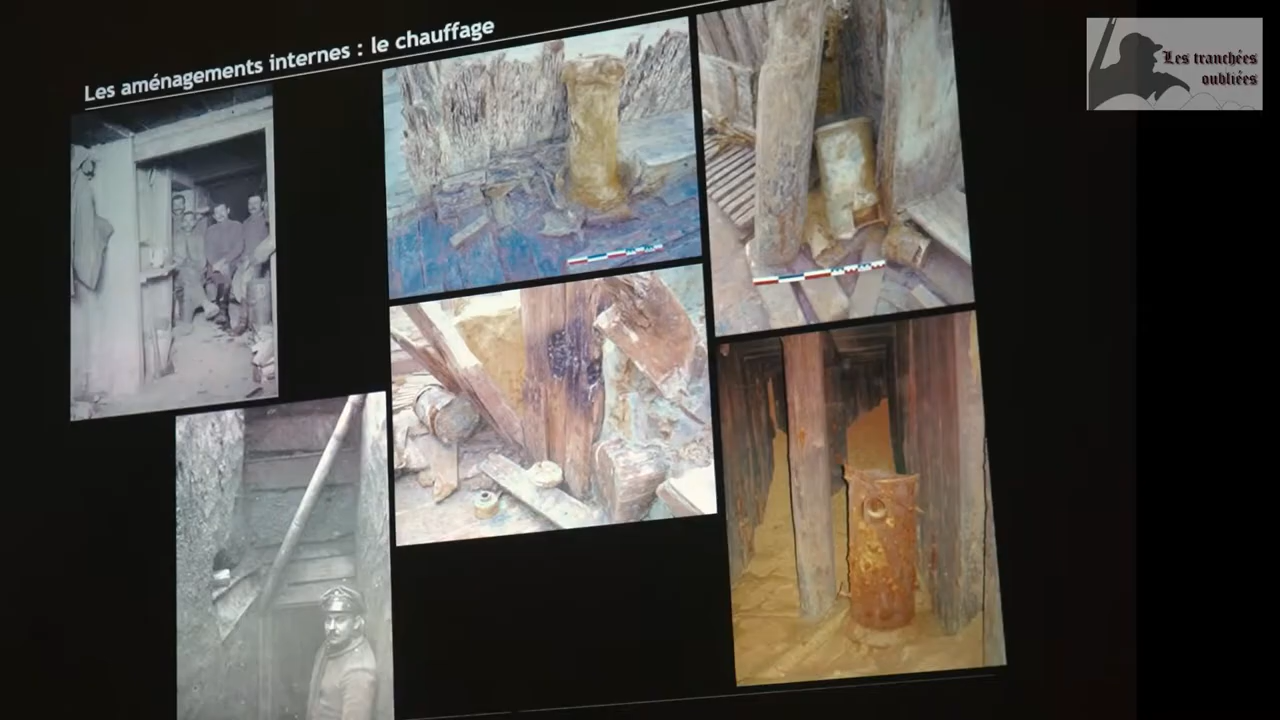 Les aménagements internes : le chauffage
Les tranchées
oubliées